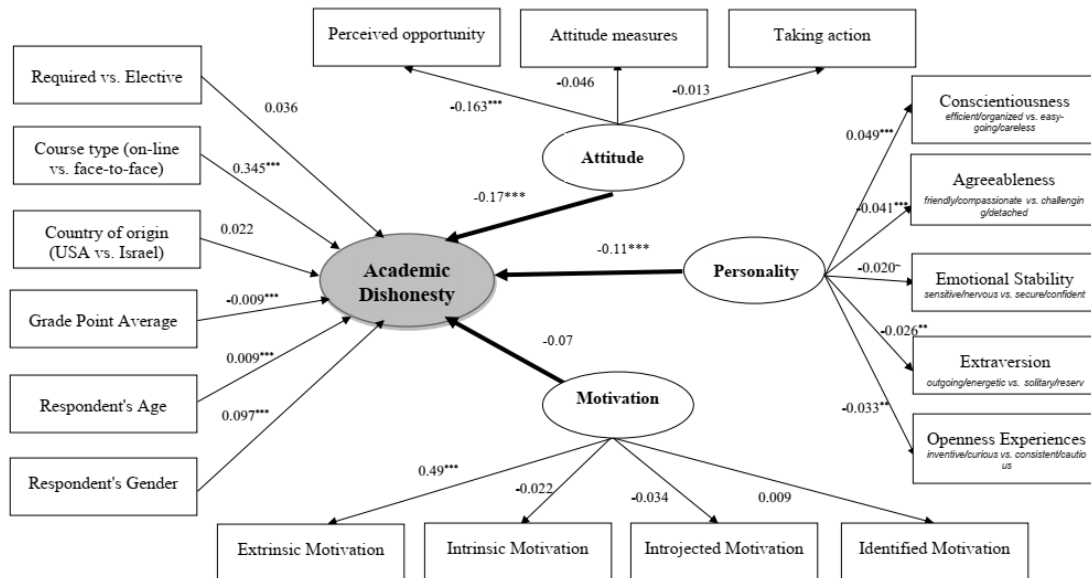 Perceived opportunity
Attitude measures
Taking action
Required vs. Elective
0.036
-0.163***
-0.046
-0.013
Conscientiousness
efficient/organized vs. easy-
going/careless
0.049***
Course type (on-line
vs. face-to-face)
0.345***
Attitude
-0.17***
Agreeableness
friendly/compassionate vs. challengin
g/detached
-0.041***
Country of origin
(USA vs. Israel)
0.022
Academic
Dishonesty
-0.11***
Personality
-0.020~
Emotional Stability
sensitive/nervous vs. secure/confident
Grade Point Average
-0.009***
-0.07
-0.026**
Extraversion
outgoing/energetic vs. solitary/reserv
Respondent's Age
0.009***
Motivation
-0.033**
Openness Experiences
inventive/curious vs. consistent/cautio
us
Respondent's Gender
0.097***
0.49***
-0.022
-0.034
0.009
Extrinsic Motivation
Intrinsic Motivation
Introjected Motivation
Identified Motivation